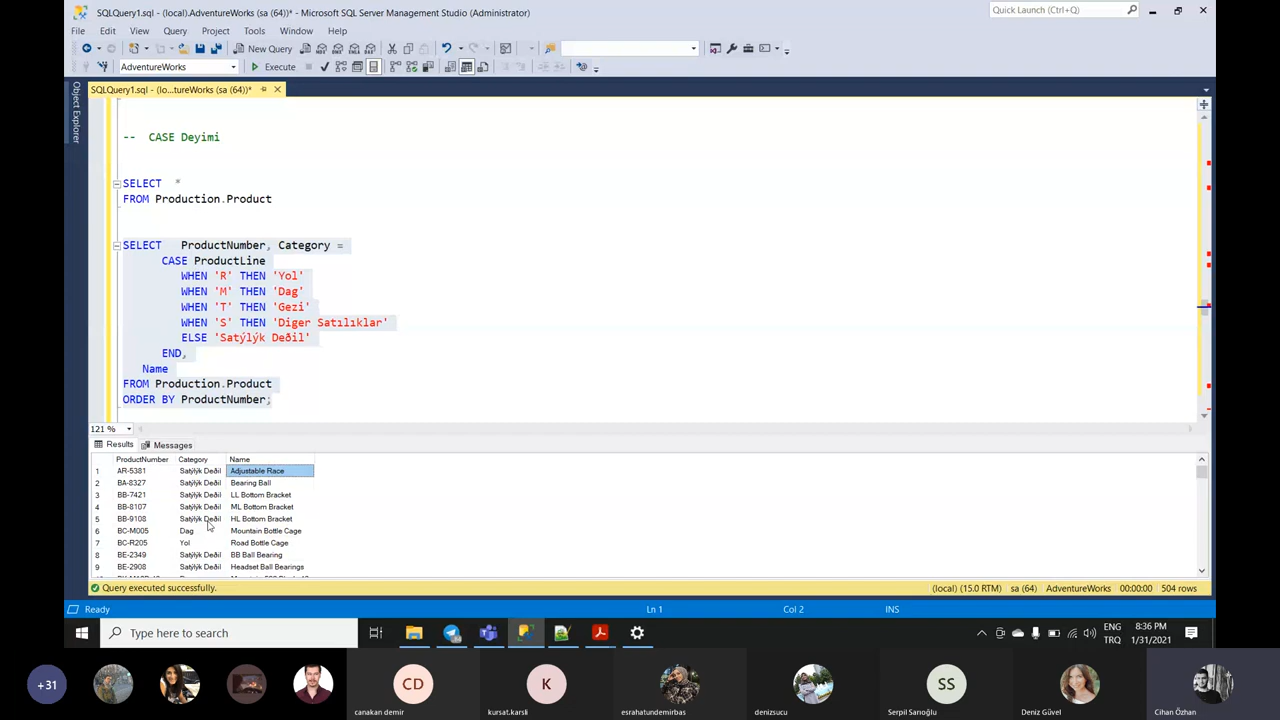 SQLQuery1.sql - (local).AdventureWorks (sa (64))* - Microsoft SQL Server Management Studio (Administrator)
Quick Launch (Ctrl+Q)
File Edit View Query Project Tools Window Help
New Query
AdventureWorks
Execute
Object Explorer
SQLQuery1.sql - (lo...tureWorks (sa (64))*
-- CASE Deyimi
SELECT *
FROM Production.Product
SELECT ProductNumber, Category =
CASE ProductLine
WHEN 'R' THEN 'Yol'
WHEN 'M' THEN 'Dag'
WHEN 'T' THEN 'Gezi'
WHEN 'S' THEN 'Diger Satılıklar'
ELSE 'Satýlýk Deðil'
END,
Name
FROM Production.Product
ORDER BY ProductNumber;
121 %
Results Messages
ProductNumber Category Name
1 AR-5381 Satýlýk Deðil Adjustable Race
2 BA-8327 Satýlýk Deðil Bearing Ball
3 BB-7421 Satýlýk Deðil LL Bottom Bracket
4 BB-8107 Satýlýk Deðil ML Bottom Bracket
5 BB-9108 Satýlýk Deðil HL Bottom Bracket
6 BC-M005 Dag Mountain Bottle Cage
7 BC-R205 Yol Road Bottle Cage
8 BE-2349 Satýlýk Deðil BB Ball Bearing
9 BE-2908 Satýlýk Deðil Headset Ball Bearings
Query executed successfully.
(local) (15.0 RTM) sa (64) AdventureWorks 00:00:00 504 rows
Ready
Ln 1
Col 2
INS
Type here to search
ENG
TRQ
8:36 PM
1/31/2021
+31
CD
K
SS
canakan demir
kursat.karsli
esrahatundemirbas
denizsucu
Serpil Sarıoğlu
Deniz Güvel
Cihan Özhan